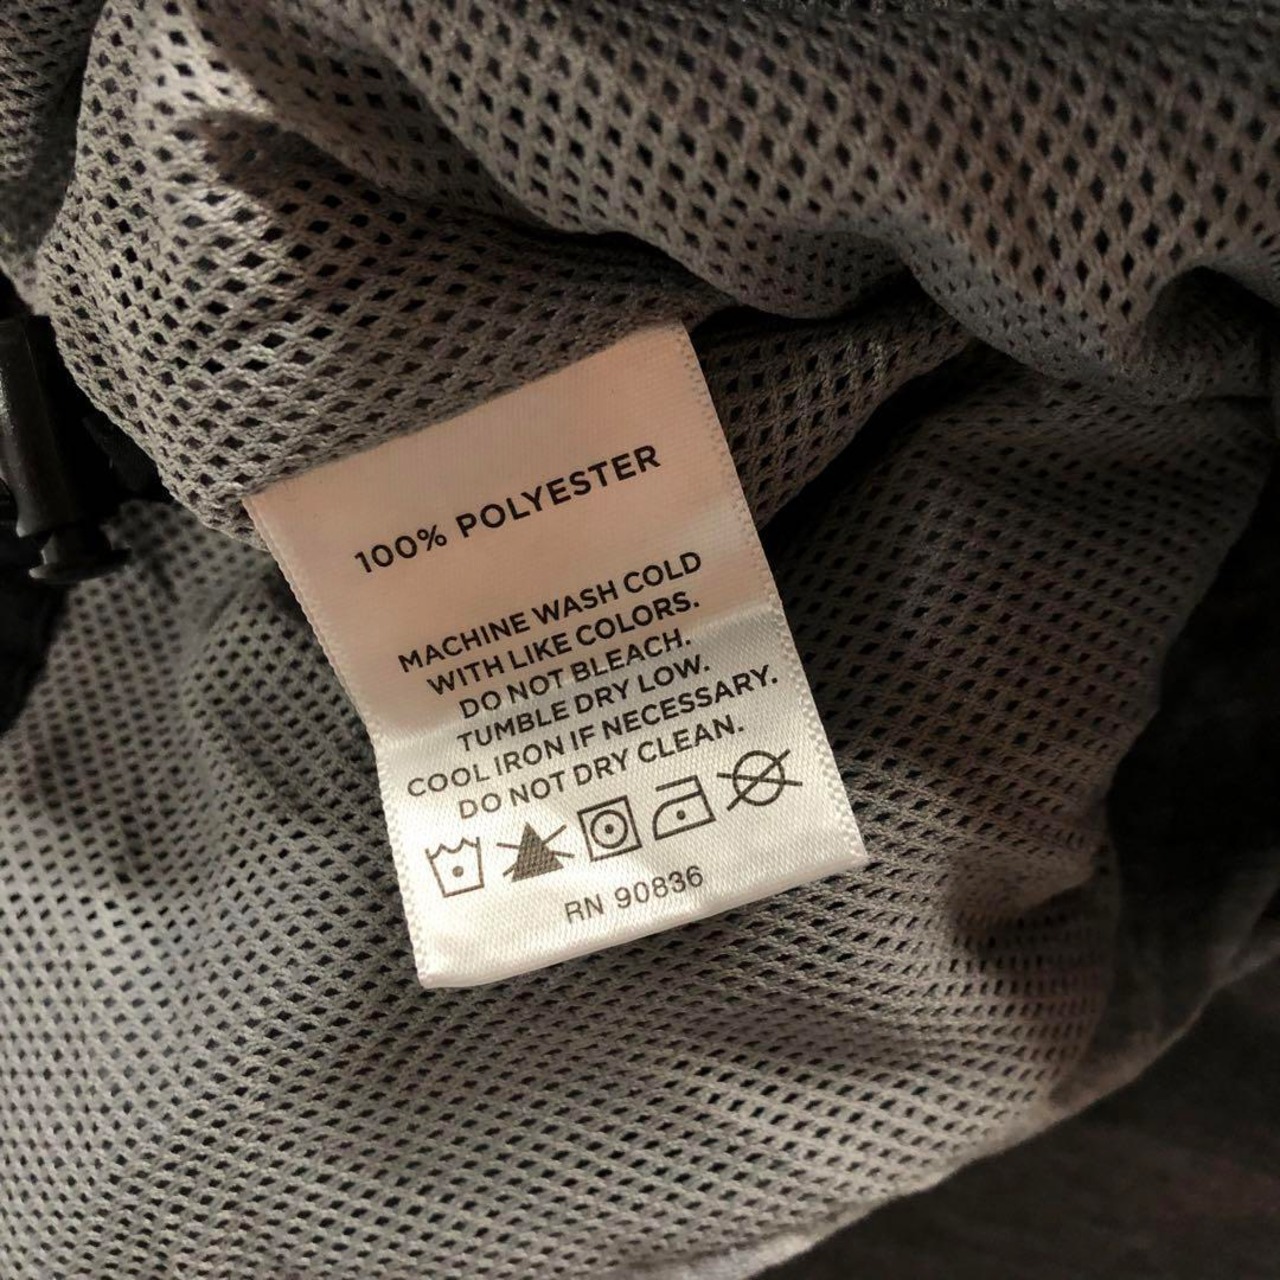 100% POLYESTER
MACHINE WASH COLD
WITH LIKE COLORS.
DO NOT BLEACH.
TUMBLE DRY LOW.
COOL IRON IF NECESSARY.
DO NOT DRY CLEAN.
RN 90836